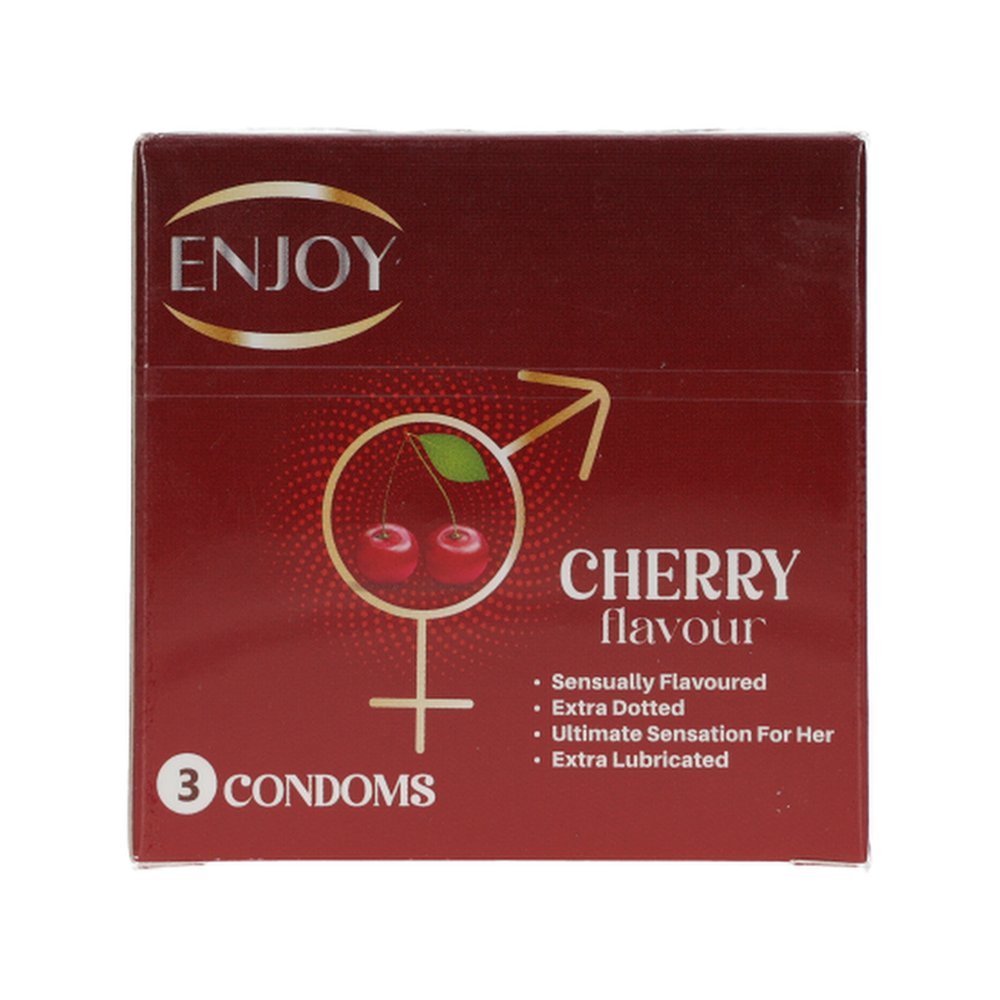 ENJOY
CHERRY
flavour
• Sensually Flavoured
• Extra Dotted
• Ultimate Sensation For Her
• Extra Lubricated
3 CONDOMS